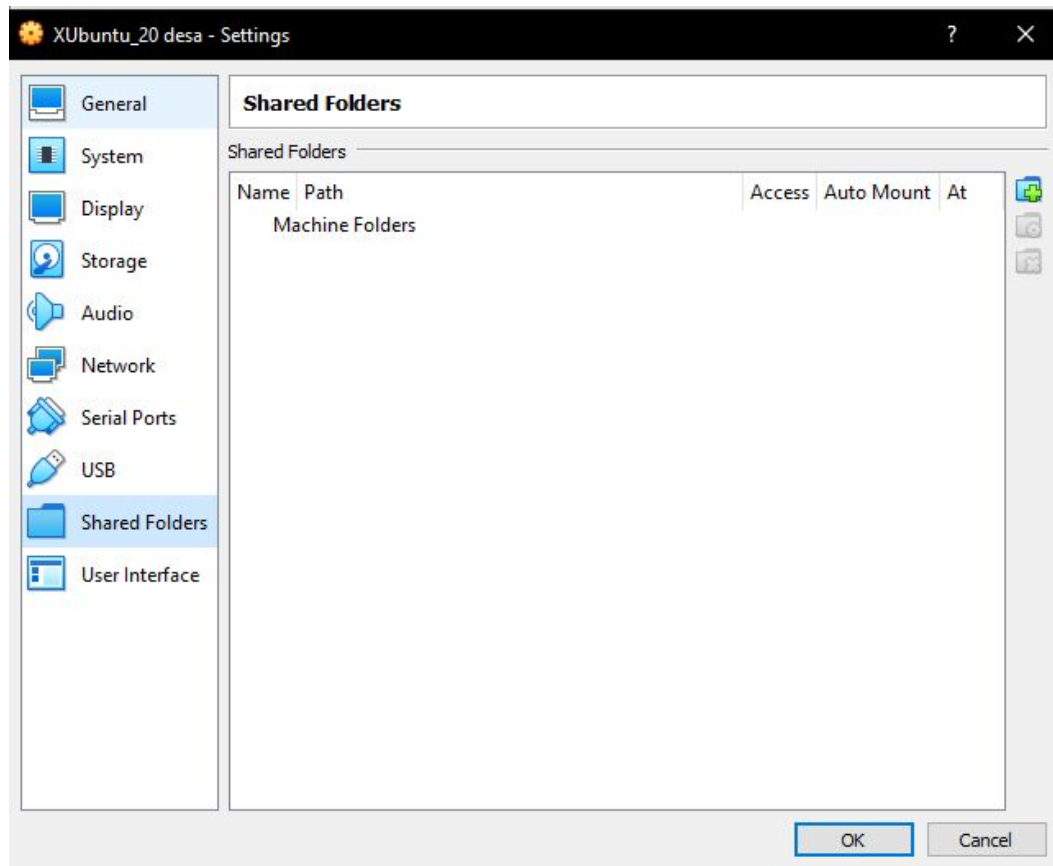 XUbuntu_20 desa - Settings
?
General
System
Display
Storage
Audio
Network
Serial Ports
USB
Shared Folders
User Interface
Shared Folders
Shared Folders
Name Path Access Auto Mount At
Machine Folders
OK Cancel